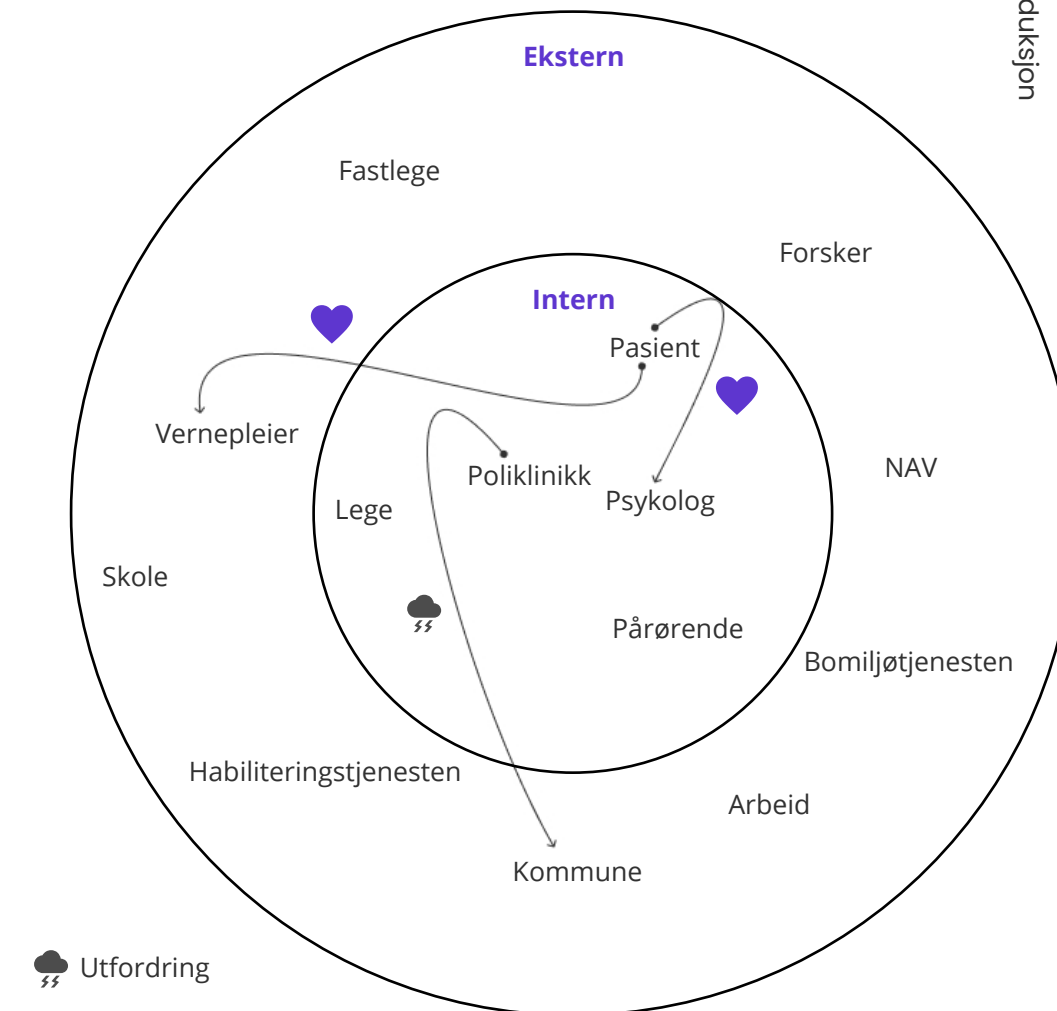 Ekstern
duksjon
Fastlege
Forsker
Intern
Pasient
Vernepleier
Poliklinikk
NAV
Psykolog
Lege
Skole
Pårørende
Bomiljøtjenesten
Habiliteringstjenesten
Arbeid
Kommune
Utfordring